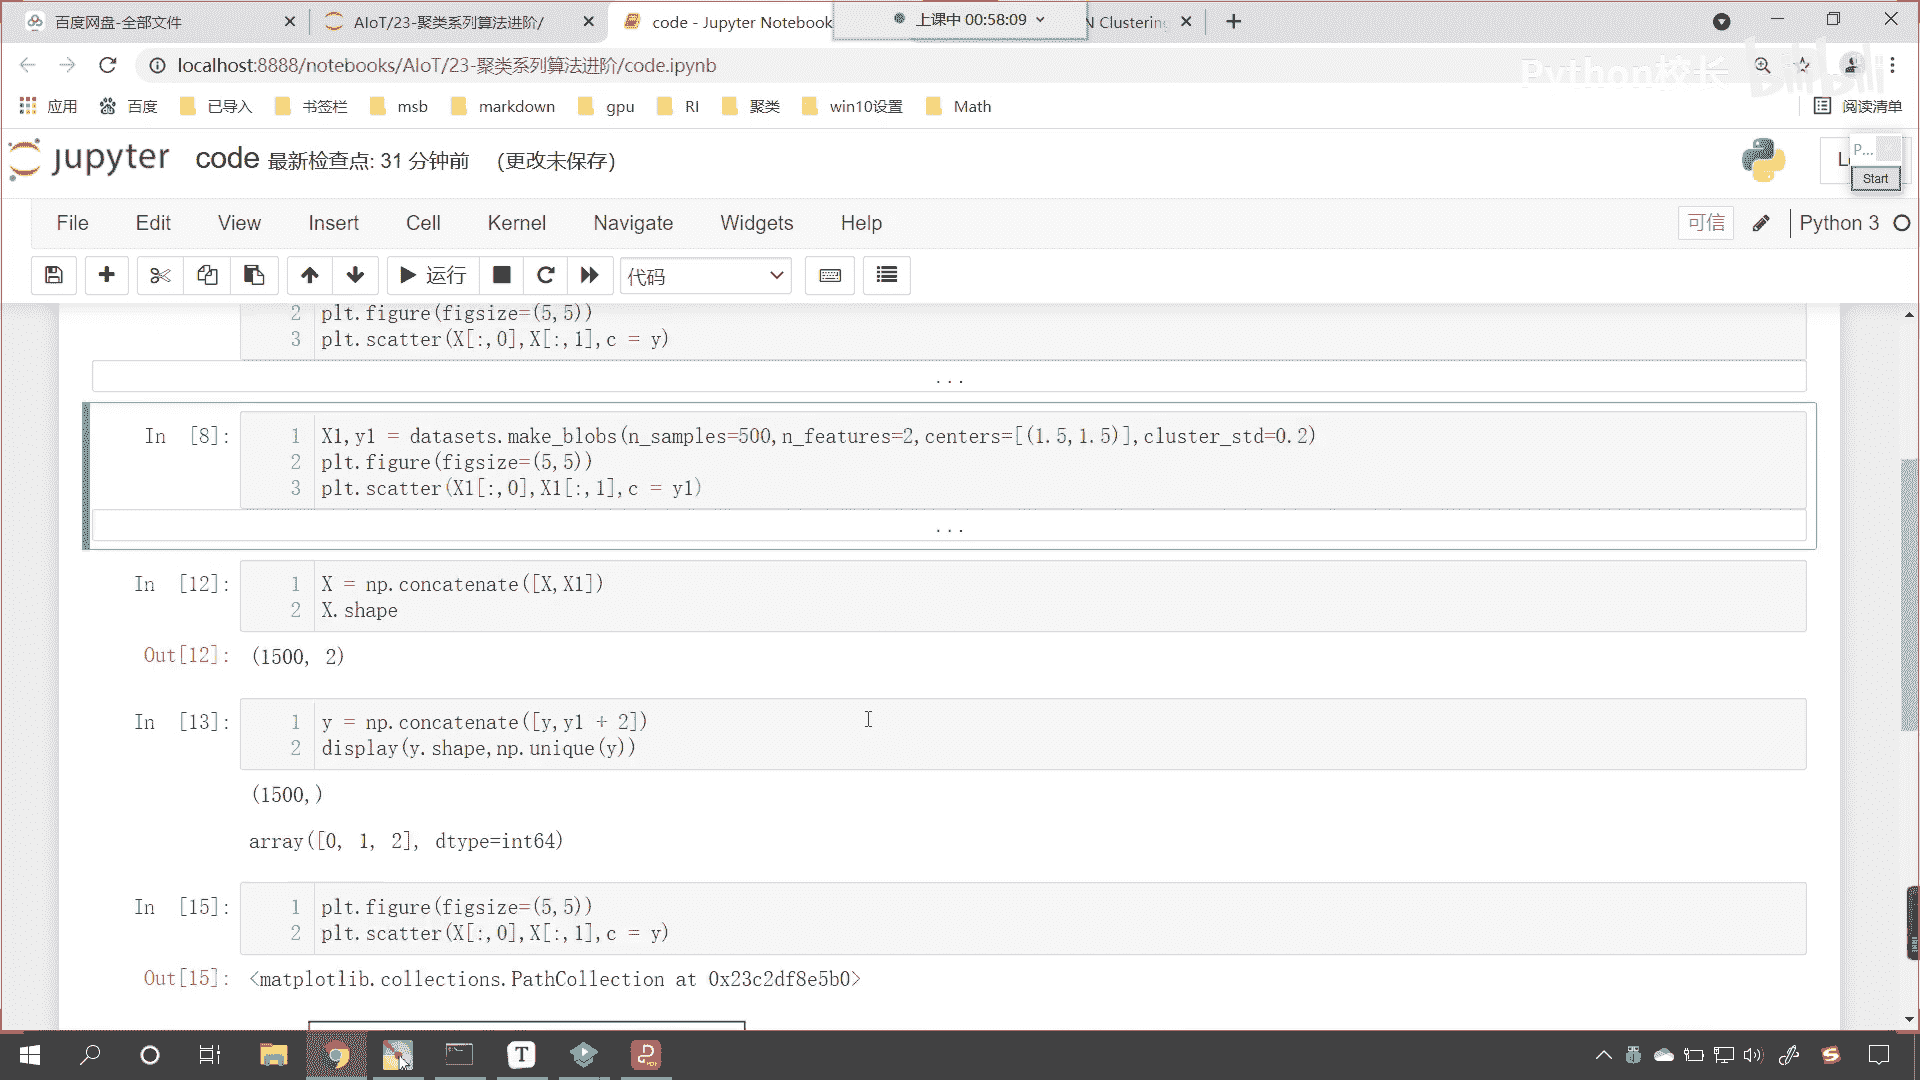 百度网盘-全部文件
AIoT/23-聚类系列算法进阶/
code - Jupyter Notebook
上课中 00:58:09
N Clustering
localhost:8888/notebooks/AIoT/23-聚类系列算法进阶/code.ipynb
Python校长
bilibili
应用
百度
已导入
书签栏
msb
markdown
gpu
RI
聚类
win10设置
Math
阅读清单
jupyter
code 最新检查点: 31 分钟前 (更改未保存)
P...
Start
File
Edit
View
Insert
Cell
Kernel
Navigate
Widgets
Help
可信
Python 3
运行
代码
2 plt.figure(figsize=(5,5))
3 plt.scatter(X[:,0],X[:,1],c = y)
...
In [8]:
1 X1,y1 = datasets.make_blobs(n_samples=500,n_features=2,centers=[(1.5,1.5)],cluster_std=0.2)
2 plt.figure(figsize=(5,5))
3 plt.scatter(X1[:,0],X1[:,1],c = y1)
...
In [12]:
1 X = np.concatenate([X,X1])
2 X.shape
Out[12]: (1500, 2)
In [13]:
1 y = np.concatenate([y,y1 + 2])
2 display(y.shape,np.unique(y))
(1500,)
array([0, 1, 2], dtype=int64)
In [15]:
1 plt.figure(figsize=(5,5))
2 plt.scatter(X[:,0],X[:,1],c = y)
Out[15]: <matplotlib.collections.PathCollection at 0x23c2df8e5b0>